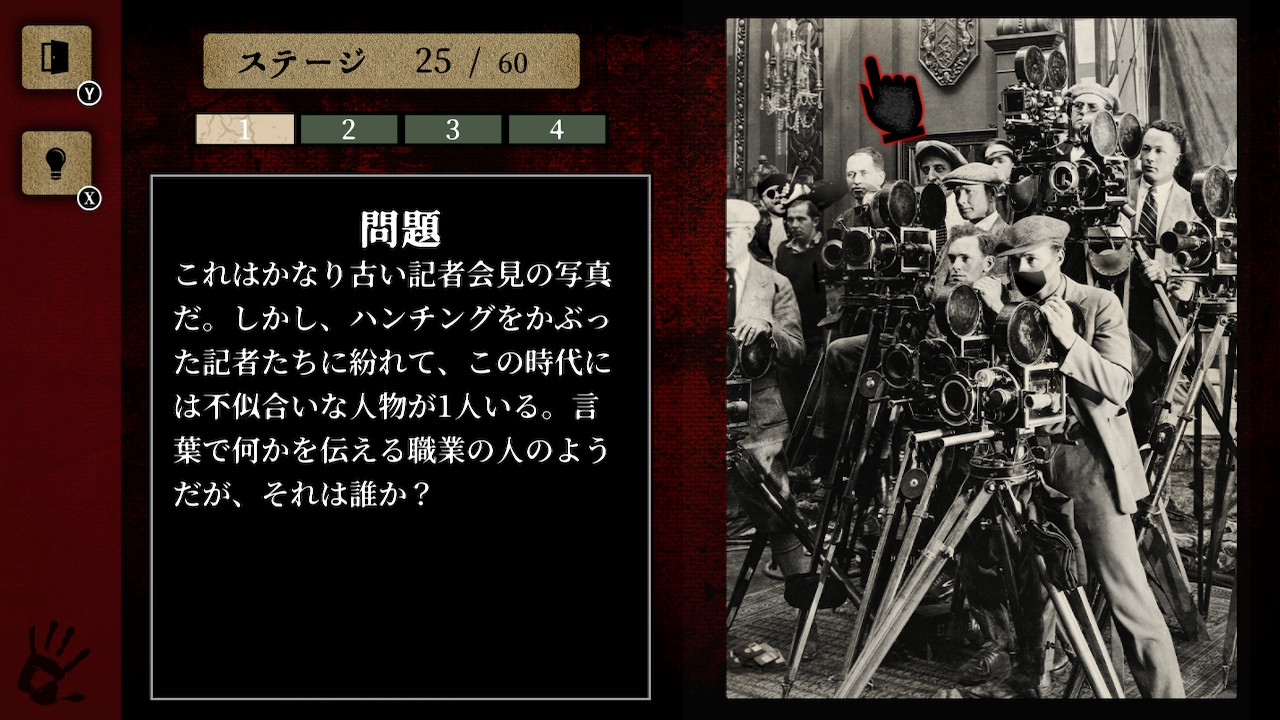 Y
X
ステージ 25 / 60
1 2 3 4
問題
これはかなり古い記者会見の写真
だ。しかし、ハンチングをかぶっ
た記者たちに紛れて、この時代に
は不似合いな人物が1人いる。言
葉で何かを伝える職業の人のよう
だが、それは誰か？